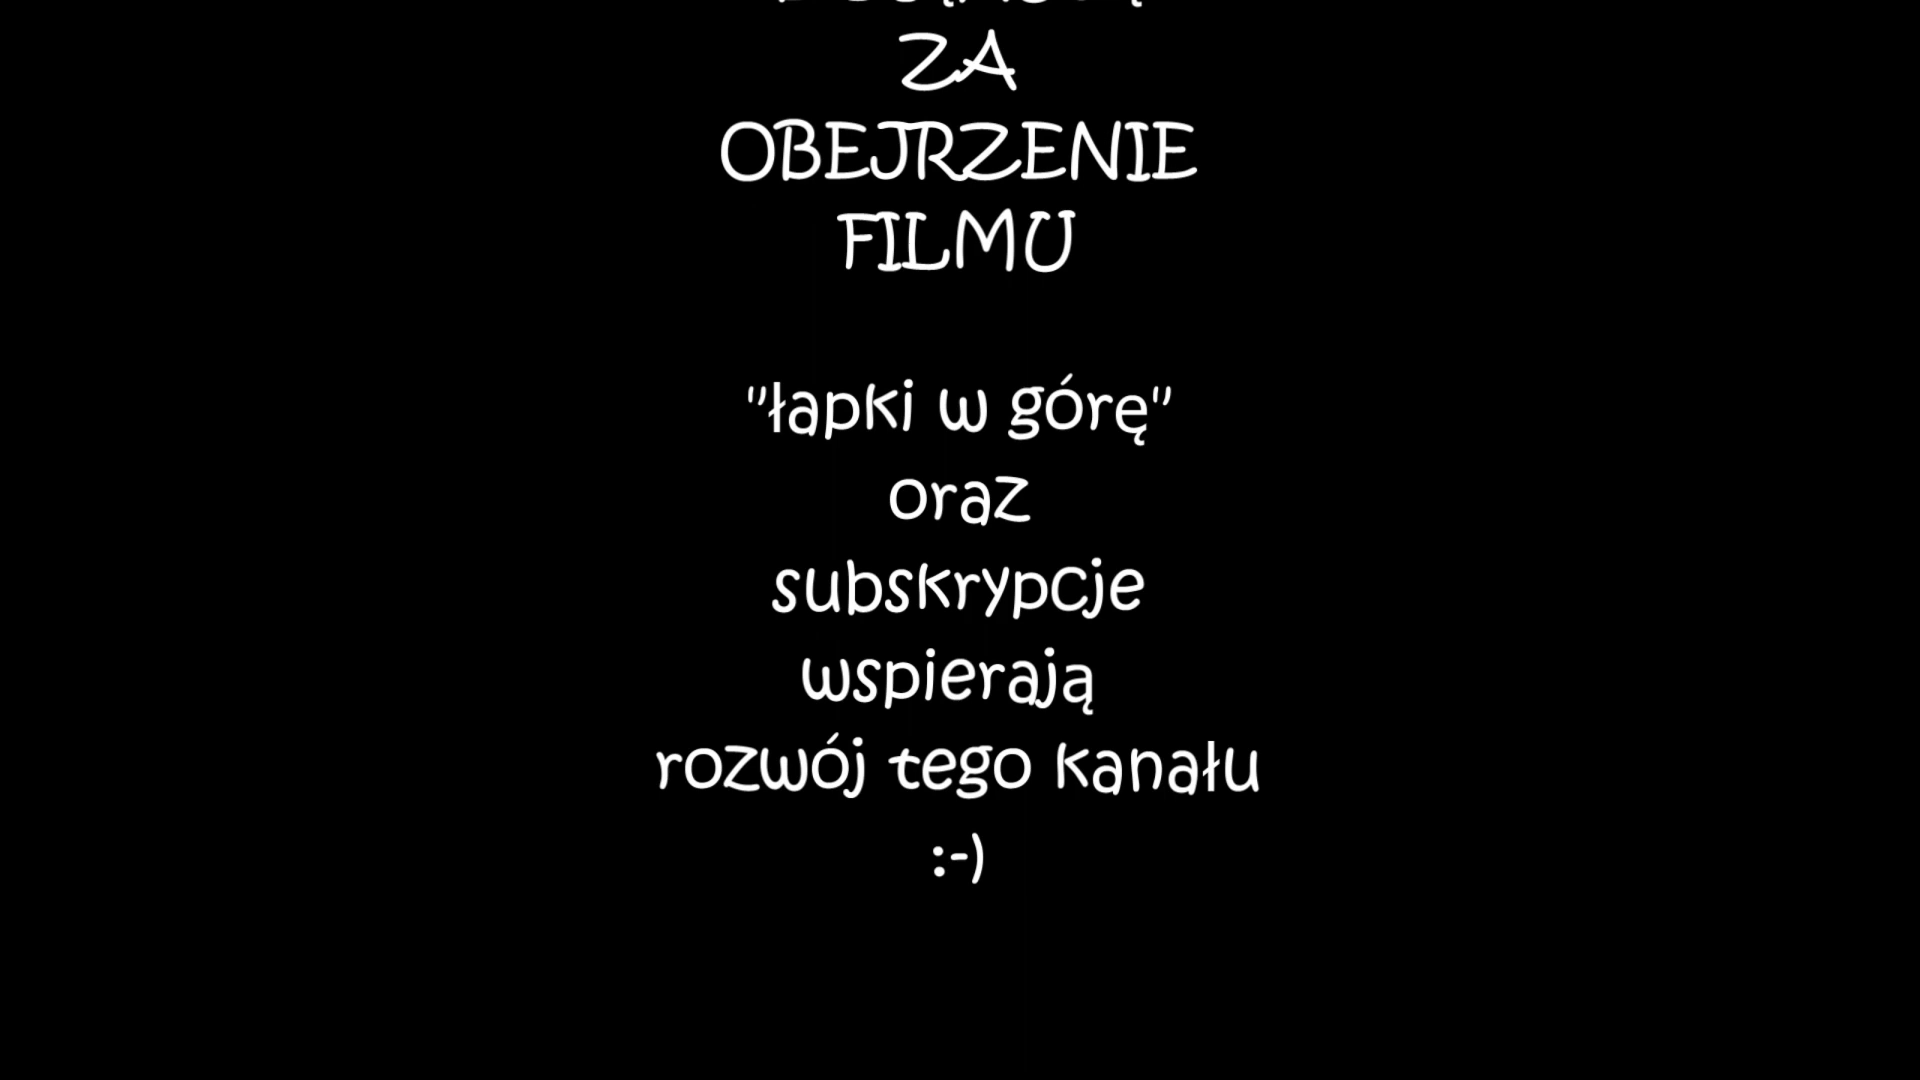 ZA
OBEJRZENIE
FILMU
"łapki w górę"
oraz
subskrypcje
wspierają
rozwój tego kanału
:-)